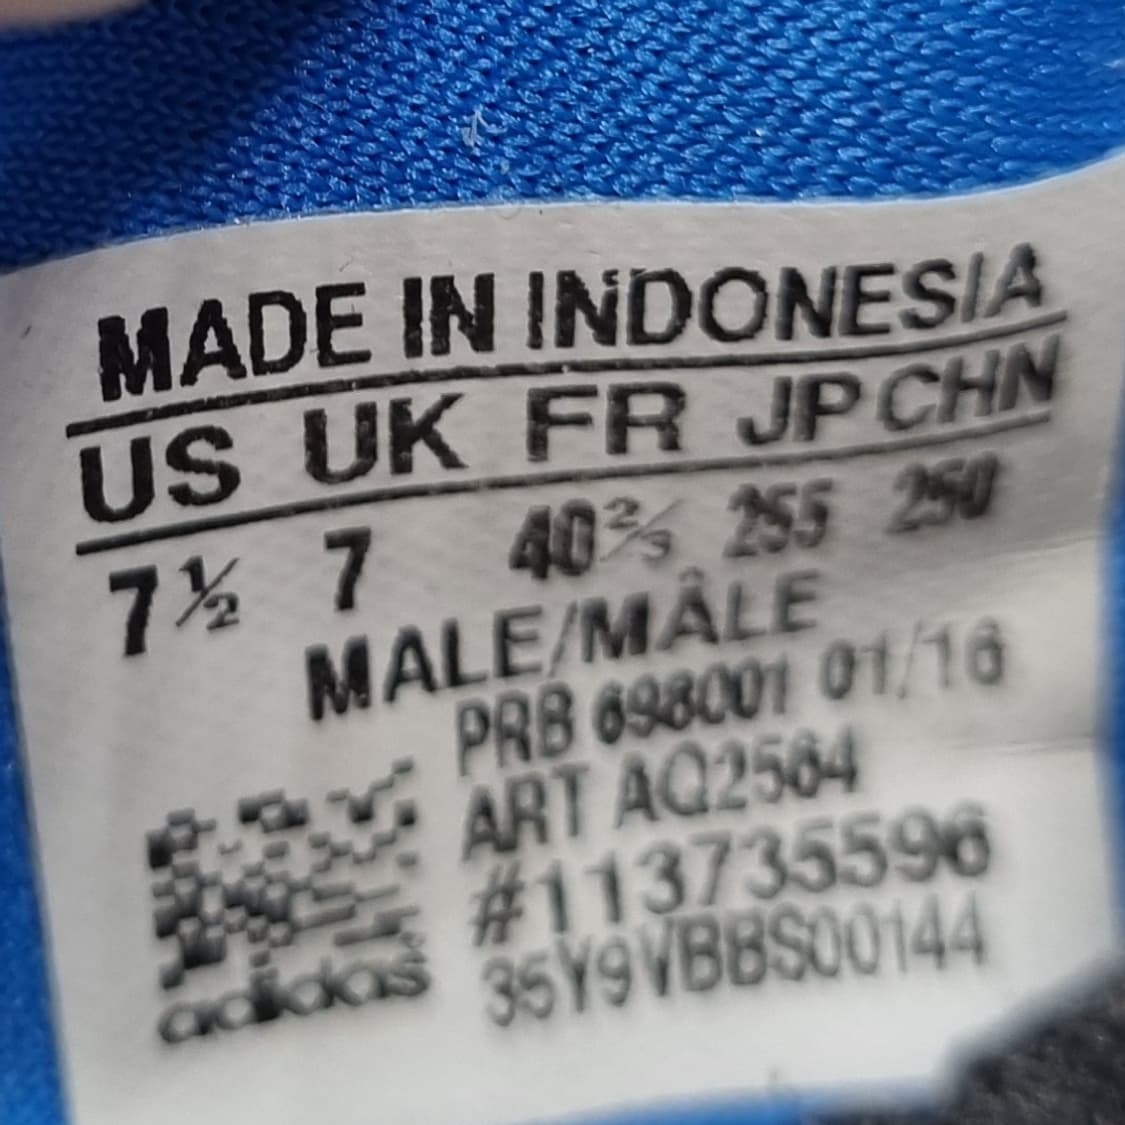 MADE IN INDONESIA
US UK FR JP CHN
7½ 7 40⅔ 255 250
MALE/MÂLE
PRB 698001 01/16
ART AQ2564
#113735596
35Y9VBBS00144
adidas